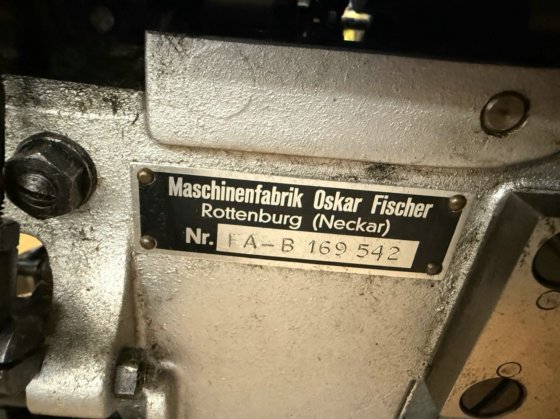 Maschinenfabrik Oskar Fischer
Rottenburg (Neckar)
Nr. FA-B 169 542